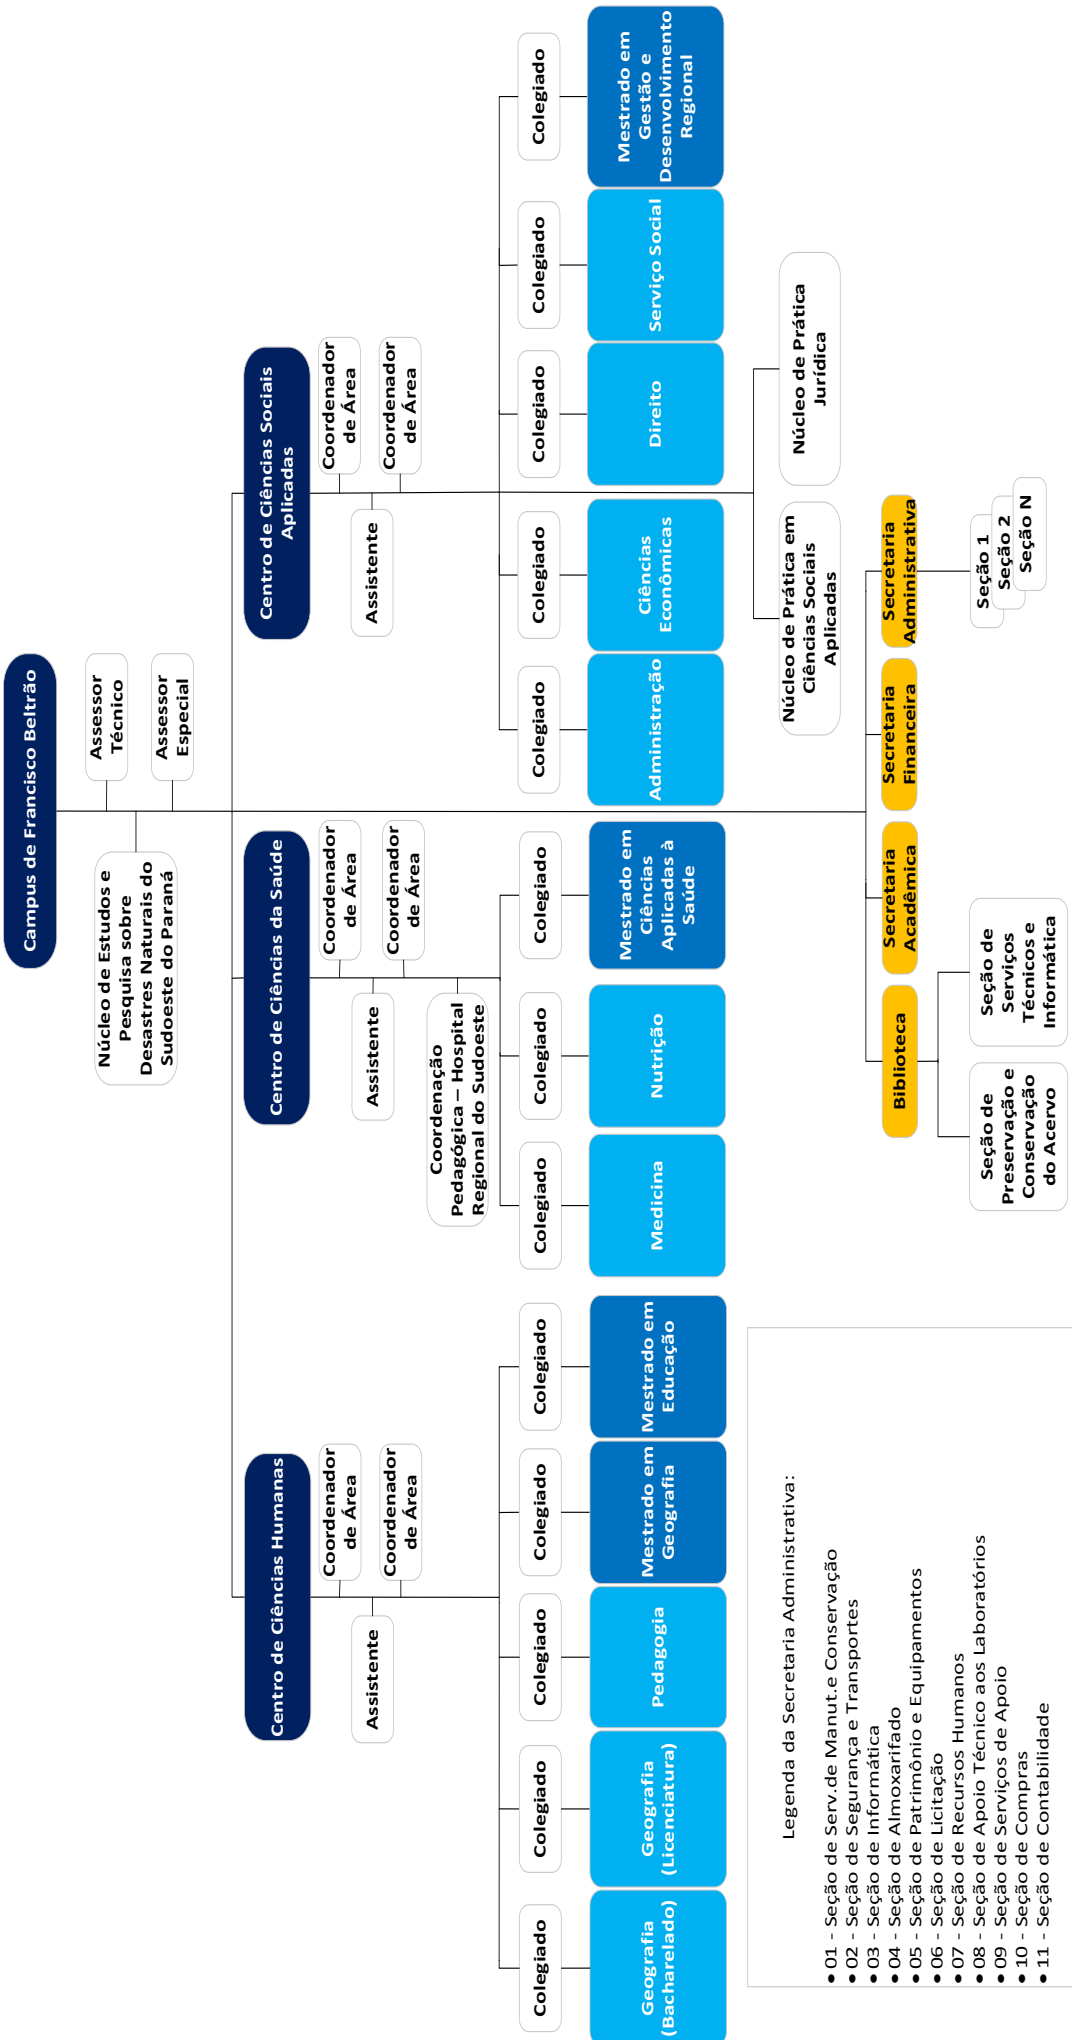 Campus de Francisco Beltrão
Núcleo de Estudos e
Pesquisa sobre
Desastres Naturais do
Sudoeste do Paraná
Assessor
Técnico
Assessor
Especial
Centro de Ciências Humanas
Coordenador
de Área
Assistente
Coordenador
de Área
Colegiado
Colegiado
Colegiado
Colegiado
Colegiado
Geografia
(Bacharelado)
Geografia
(Licenciatura)
Pedagogia
Mestrado em
Geografia
Mestrado em
Educação
Centro de Ciências da Saúde
Coordenador
de Área
Assistente
Coordenador
de Área
Coordenação
Pedagógica – Hospital
Regional do Sudoeste
Colegiado
Colegiado
Colegiado
Medicina
Nutrição
Mestrado em
Ciências
Aplicadas à
Saúde
Centro de Ciências Sociais
Aplicadas
Coordenador
de Área
Assistente
Coordenador
de Área
Colegiado
Colegiado
Colegiado
Colegiado
Colegiado
Administração
Ciências
Econômicas
Direito
Serviço Social
Mestrado em
Gestão e
Desenvolvimento
Regional
Núcleo de Prática em
Ciências Sociais
Aplicadas
Núcleo de Prática
Jurídica
Biblioteca
Secretaria
Acadêmica
Secretaria
Financeira
Secretaria
Administrativa
Seção de
Preservação e
Conservação
do Acervo
Seção de
Serviços
Técnicos e
Informática
Seção 1
Seção 2
Seção N
Legenda da Secretaria Administrativa:
• 01 - Seção de Serv.de Manut.e Conservação
• 02 - Seção de Segurança e Transportes
• 03 - Seção de Informática
• 04 - Seção de Almoxarifado
• 05 - Seção de Patrimônio e Equipamentos
• 06 - Seção de Licitação
• 07 - Seção de Recursos Humanos
• 08 - Seção de Apoio Técnico aos Laboratórios
• 09 - Seção de Serviços de Apoio
• 10 - Seção de Compras
• 11 - Seção de Contabilidade